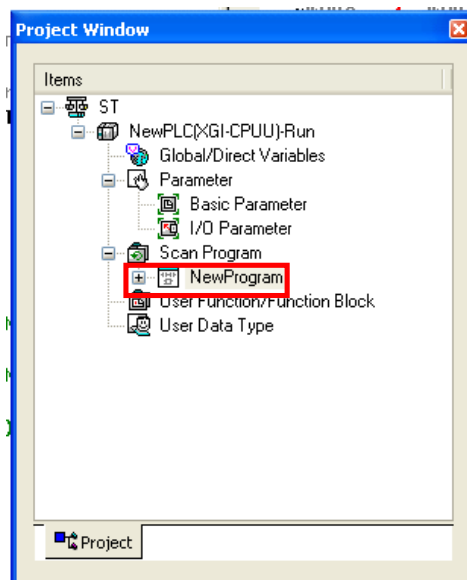 Project Window
Items
ST
NewPLC(XGI-CPUU)-Run
Global/Direct Variables
Parameter
Basic Parameter
I/O Parameter
Scan Program
NewProgram
User Function/Function Block
User Data Type
Project